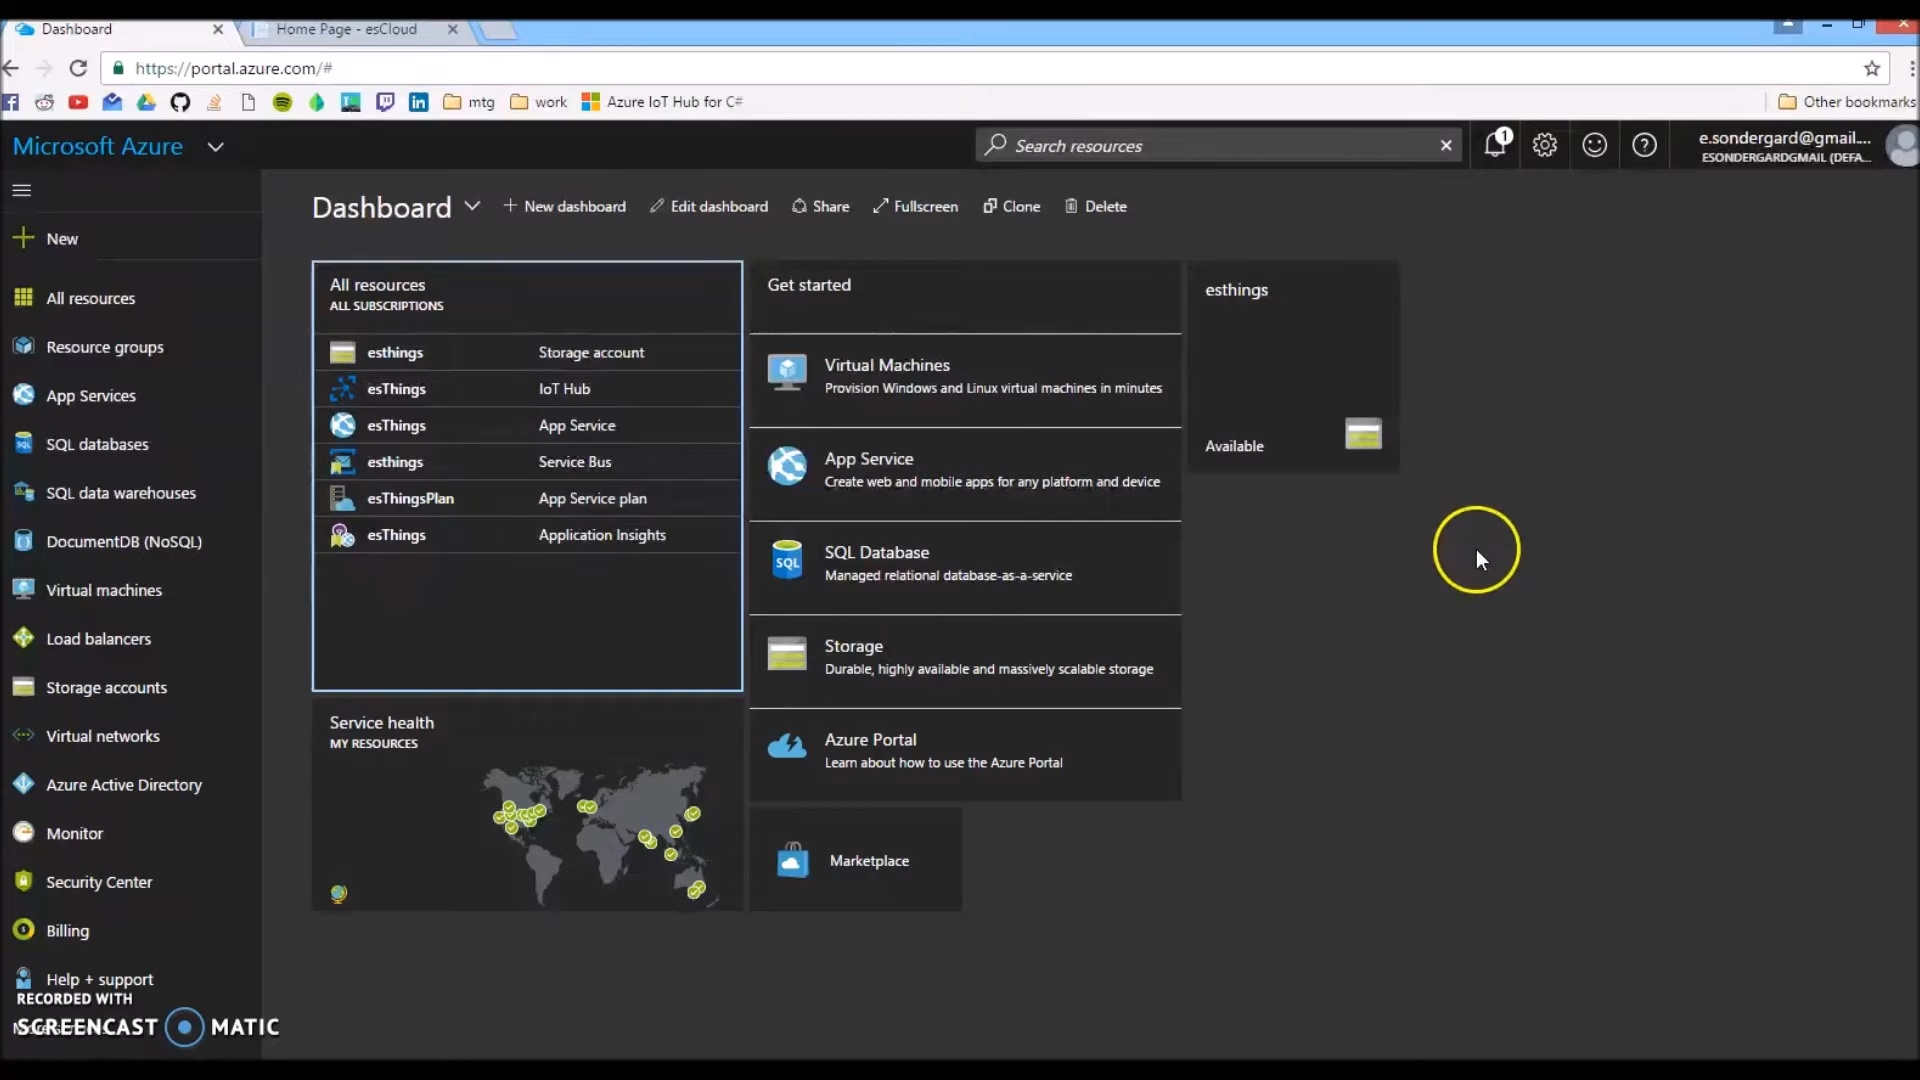 Dashboard
Home Page - esCloud
https://portal.azure.com/#
mtg
work
Azure IoT Hub for C#
Other bookmarks
Microsoft Azure
Search resources
1
e.sondergard@gmail....
ESONDERGARDGMAIL (DEFA...
Dashboard
New dashboard
Edit dashboard
Share
Fullscreen
Clone
Delete
New
All resources
Resource groups
App Services
SQL databases
SQL data warehouses
DocumentDB (NoSQL)
Virtual machines
Load balancers
Storage accounts
Virtual networks
Azure Active Directory
Monitor
Security Center
Billing
Help + support
All resources
ALL SUBSCRIPTIONS
esthings Storage account
esThings IoT Hub
esThings App Service
esthings Service Bus
esThingsPlan App Service plan
esThings Application Insights
Service health
MY RESOURCES
Get started
Virtual Machines
Provision Windows and Linux virtual machines in minutes
App Service
Create web and mobile apps for any platform and device
SQL
SQL Database
Managed relational database-as-a-service
Storage
Durable, highly available and massively scalable storage
Azure Portal
Learn about how to use the Azure Portal
Marketplace
esthings
Available
RECORDED WITH
SCREENCAST MATIC